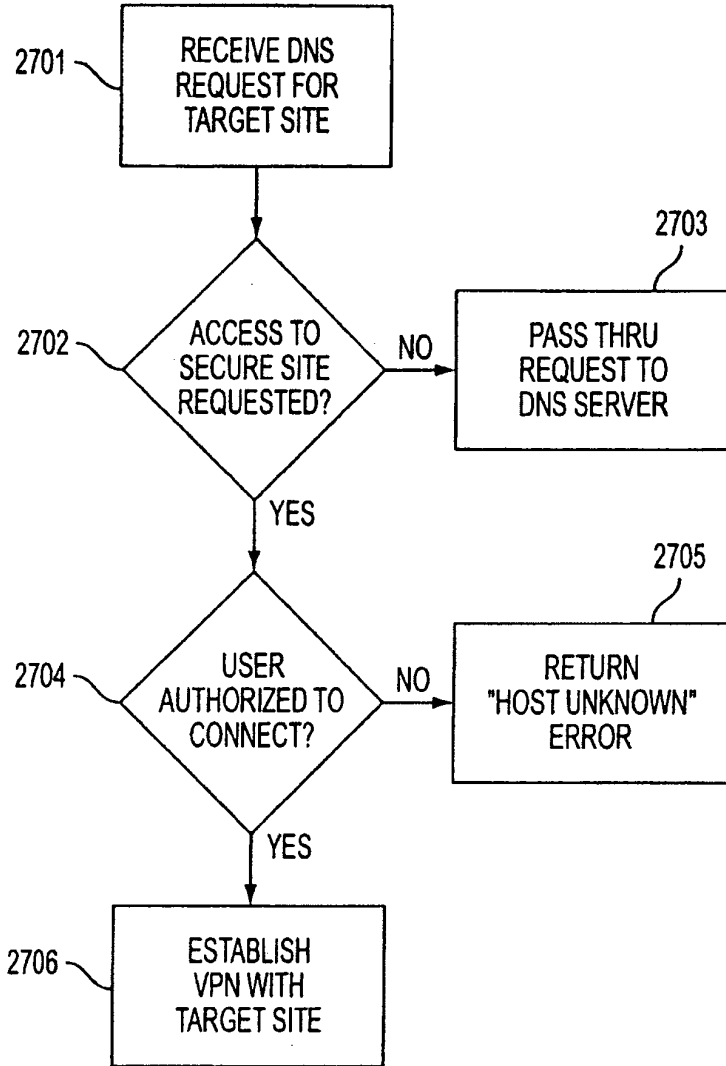 2701
RECEIVE DNS
REQUEST FOR
TARGET SITE
2702
ACCESS TO
SECURE SITE
REQUESTED?
NO
2703
PASS THRU
REQUEST TO
DNS SERVER
YES
2704
USER
AUTHORIZED TO
CONNECT?
NO
2705
RETURN
"HOST UNKNOWN"
ERROR
YES
2706
ESTABLISH
VPN WITH
TARGET SITE